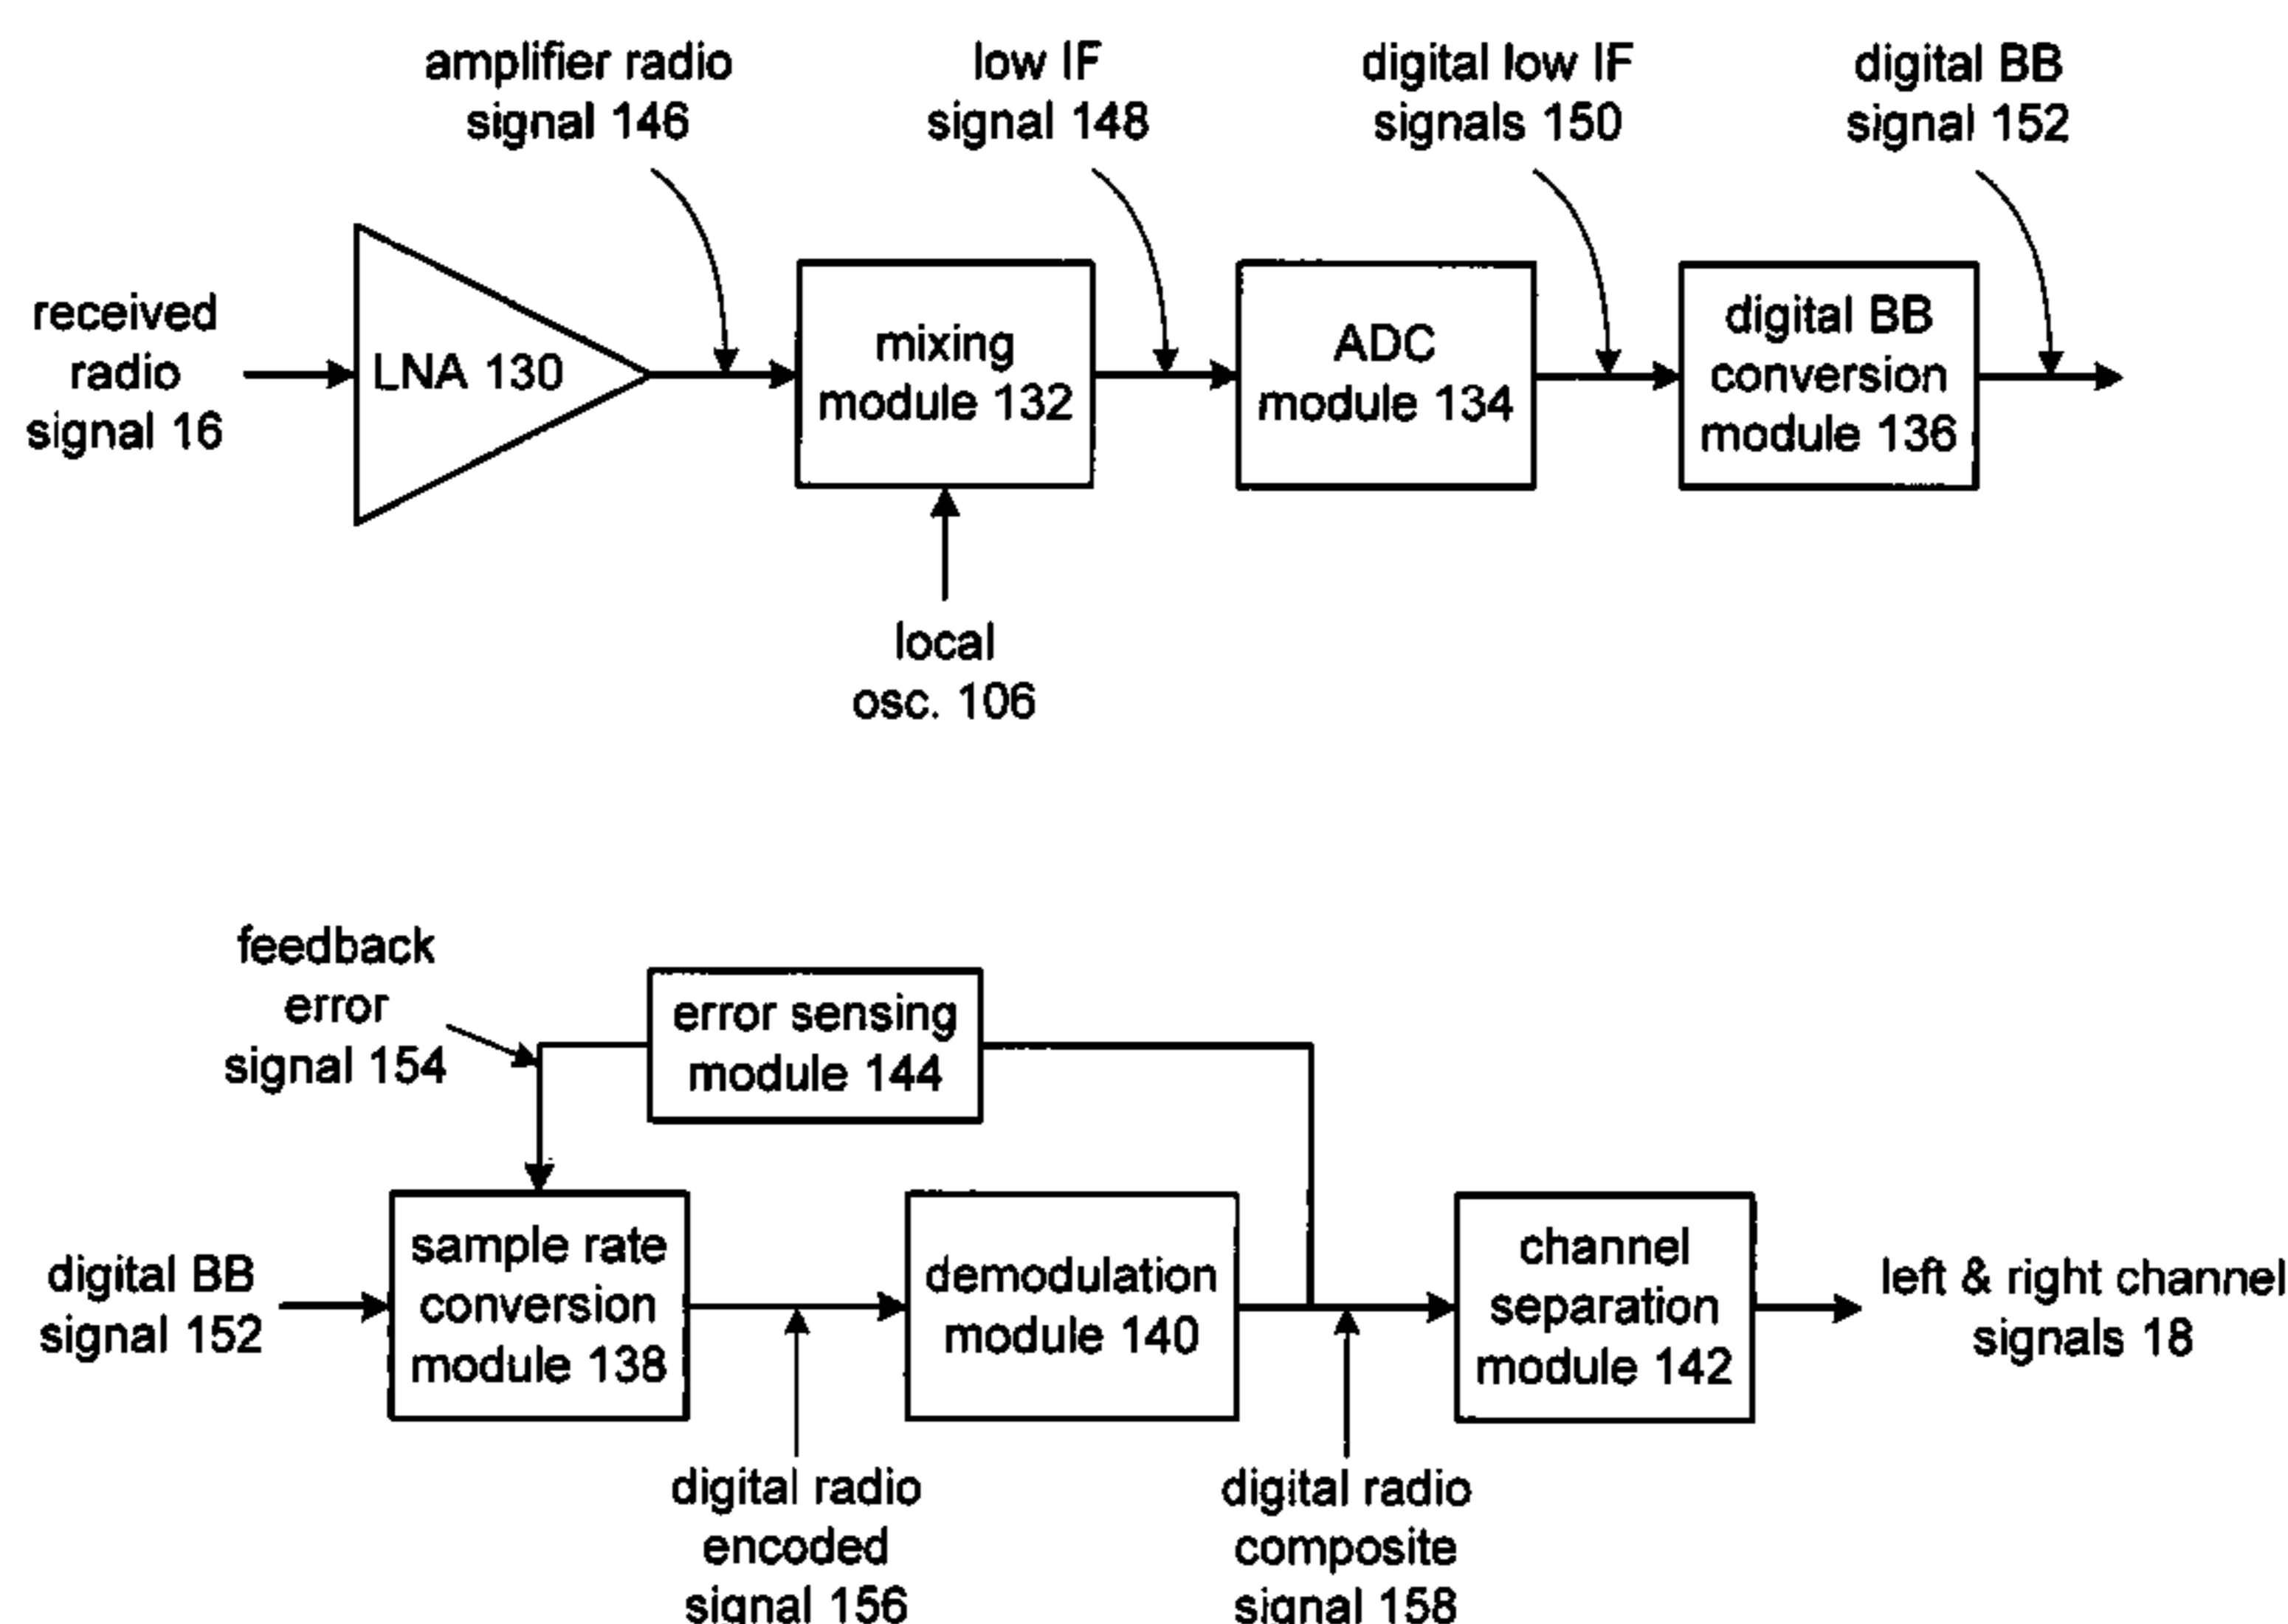 amplifier radio
signal 146
low IF
signal 148
digital low IF
signals 150
digital BB
signal 152
received
radio
signal 16
LNA 130
mixing
module 132
ADC
module 134
digital BB
conversion
module 136
local
osc. 106
feedback
error
signal 154
error sensing
module 144
digital BB
signal 152
sample rate
conversion
module 138
demodulation
module 140
channel
separation
module 142
left & right channel
signals 18
digital radio
encoded
signal 156
digital radio
composite
signal 158